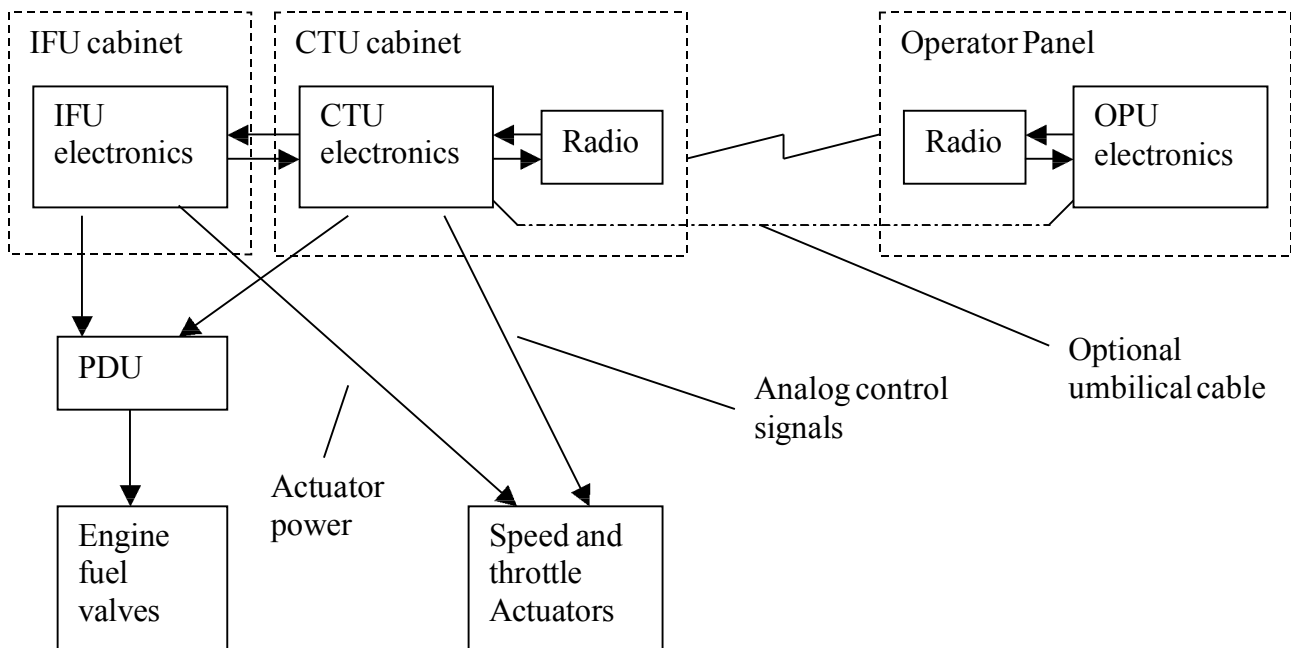 IFU cabinet
CTU cabinet
Operator Panel
IFU
electronics
CTU
electronics
Radio
Radio
OPU
electronics
PDU
Optional
umbilical cable
Analog control
signals
Actuator
power
Engine
fuel
valves
Speed and
throttle
Actuators